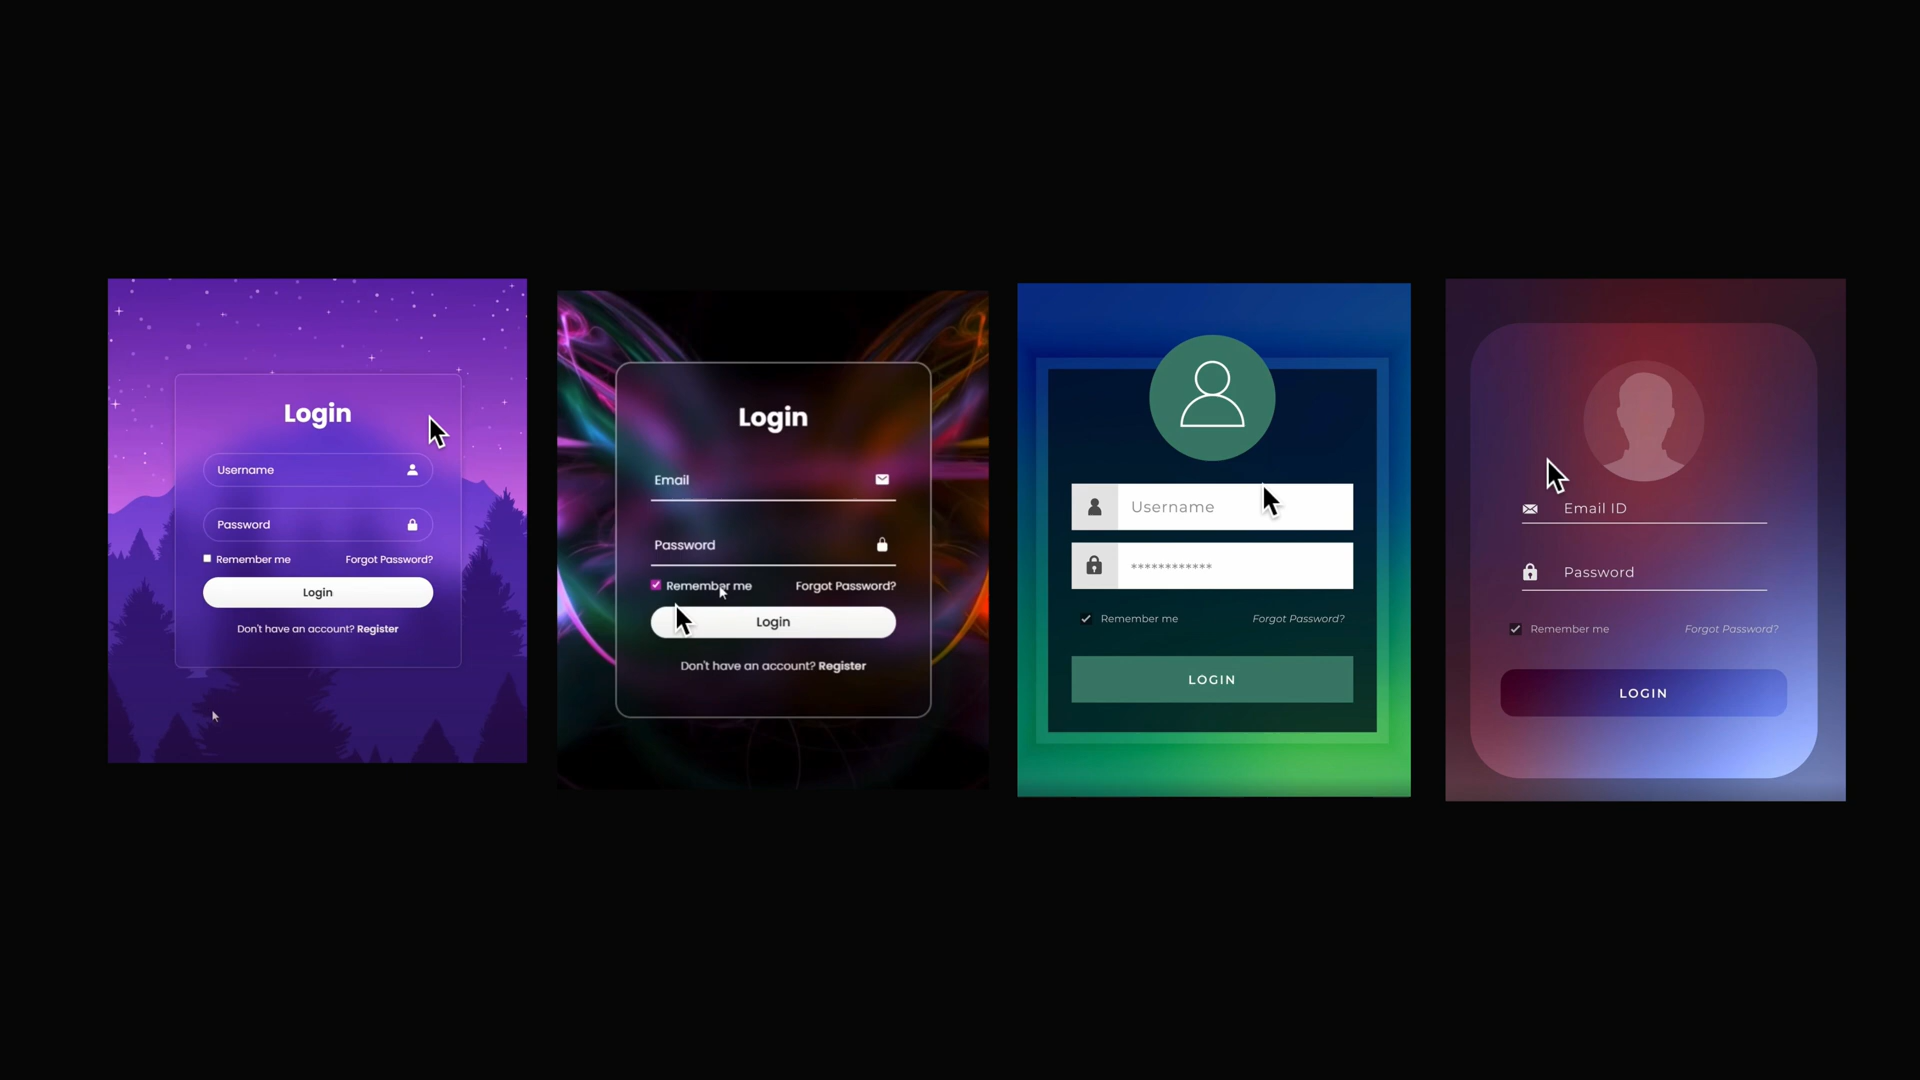 Login
Username
Password
Remember me
Forgot Password?
Login
Don't have an account? Register
Login
Email
Password
Remember me
Forgot Password?
Login
Don't have an account? Register
Username
************
Remember me
Forgot Password?
LOGIN
Email ID
Password
Remember me
Forgot Password?
LOGIN